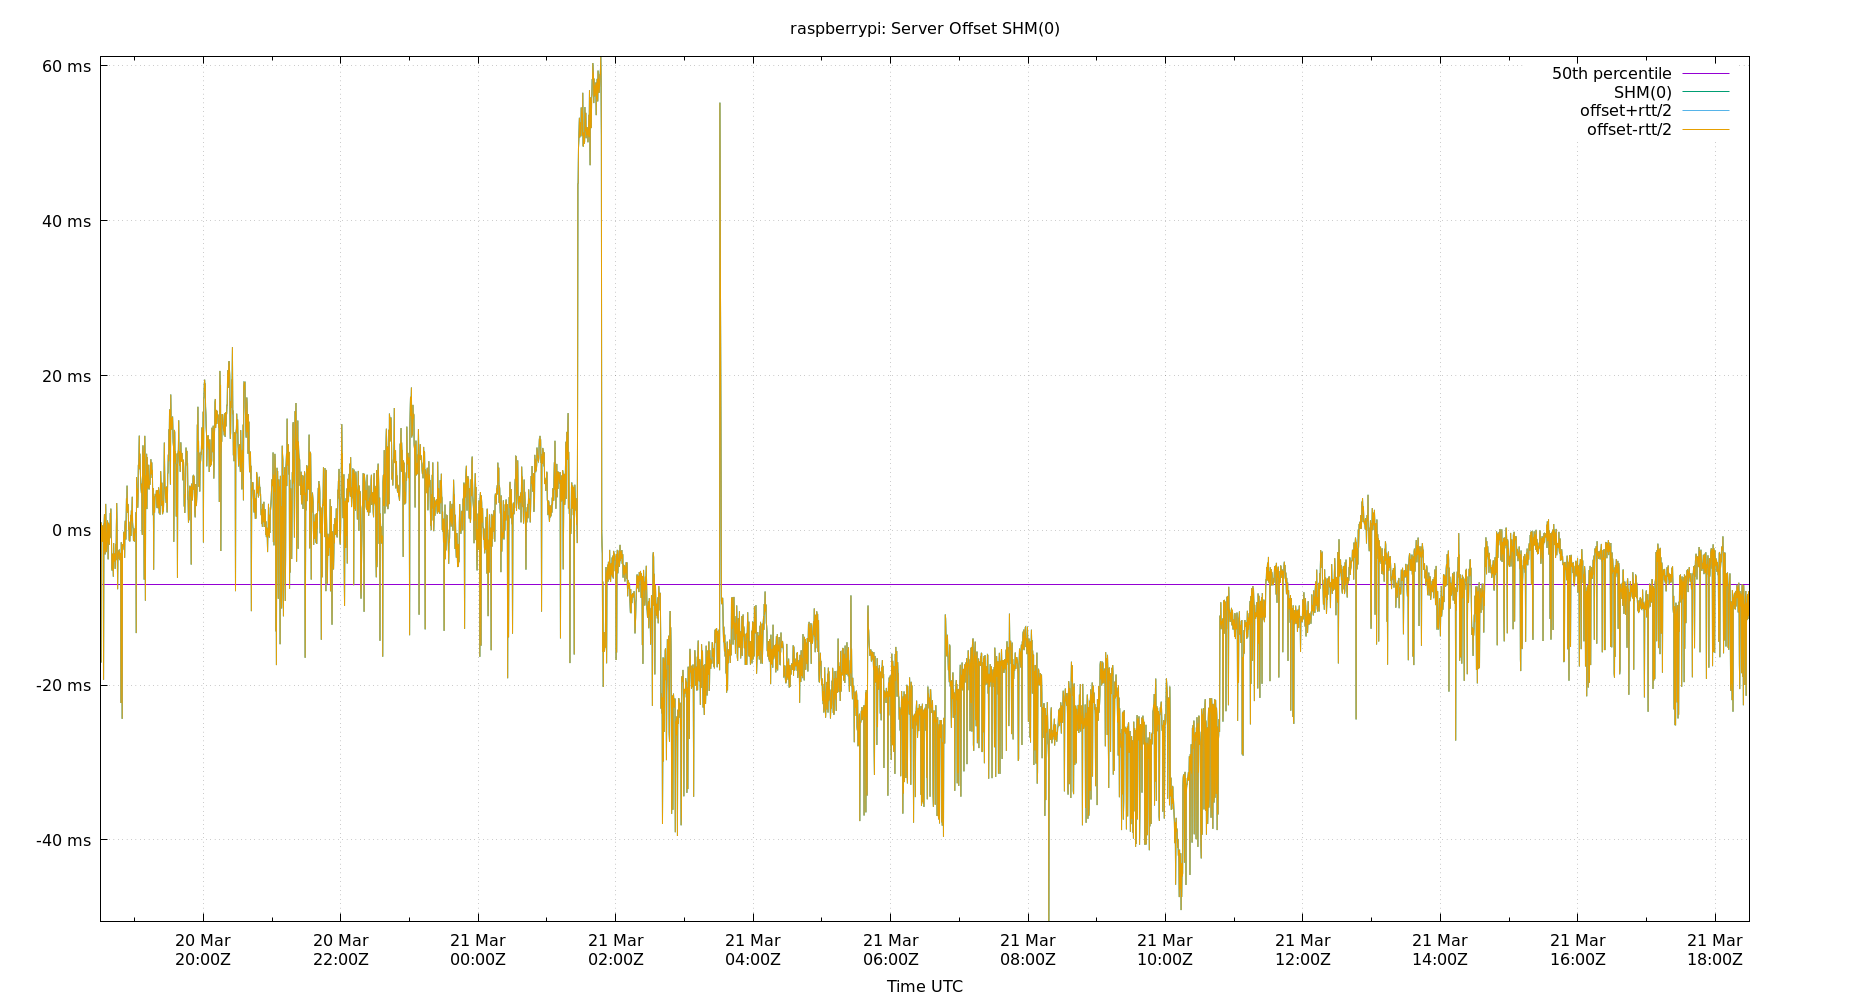 raspberrypi: Server Offset SHM(0)
60 ms
40 ms
20 ms
0 ms
-20 ms
-40 ms
50th percentile
SHM(0)
offset+rtt/2
offset-rtt/2
20 Mar 20 Mar 21 Mar 21 Mar 21 Mar 21 Mar 21 Mar 21 Mar 21 Mar 21 Mar 21 Mar 21 Mar
20:00Z 22:00Z 00:00Z 02:00Z 04:00Z 06:00Z 08:00Z 10:00Z 12:00Z 14:00Z 16:00Z 18:00Z
Time UTC